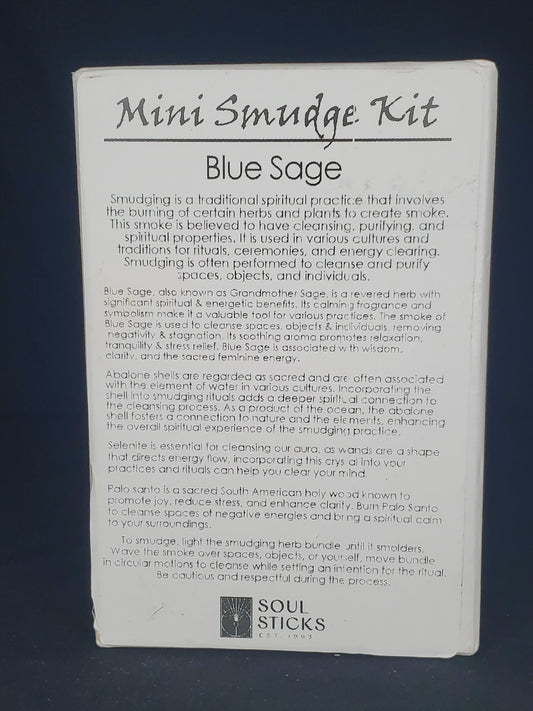 Mini Smudge Kit
Blue Sage
Smudging is a traditional spiritual practice that involves
the burning of certain herbs and plants to create smoke.
This smoke is believed to have cleansing, purifying, and
spiritual properties. It is used in various cultures and
traditions for rituals, ceremonies, and energy clearing.
Smudging is often performed to cleanse and purify
spaces, objects, and individuals.
Blue Sage, also known as Grandmother Sage, is a revered herb with
significant spiritual & energetic benefits. Its calming fragrance and
symbolism make it a valuable tool for various practices. The smoke of
Blue Sage is used to cleanse spaces, objects & individuals, removing
negativity & stagnation. Its soothing aroma promotes relaxation,
tranquility & stress relief. Blue Sage is associated with wisdom,
clarity, and the sacred feminine energy.
Abalone shells are regarded as sacred and are often associated
with the element of water in various cultures. Incorporating the
shell into smudging rituals adds a deeper spiritual connection to
the cleansing process. As a product of the ocean, the abalone
shell fosters a connection to nature and the elements, enhancing
the overall spiritual experience of the smudging practice.
Selenite is essential for cleansing our aura, as wands are a shape
that directs energy flow, incorporating this crystal into your
practices and rituals can help you clear your mind.
Palo santo is a sacred South American holy wood known to
promote joy, reduce stress, and enhance clarity. Burn Palo Santo
to cleanse spaces of negative energies and bring a spiritual calm
to your surroundings.
To smudge, light the smudging herb bundle until it smolders.
Wave the smoke over spaces, objects, or yourself, move bundle
in circular motions to cleanse while setting an intention for the ritual.
Be cautious and respectful during the process.
SOUL
STICKS
EST. 1995